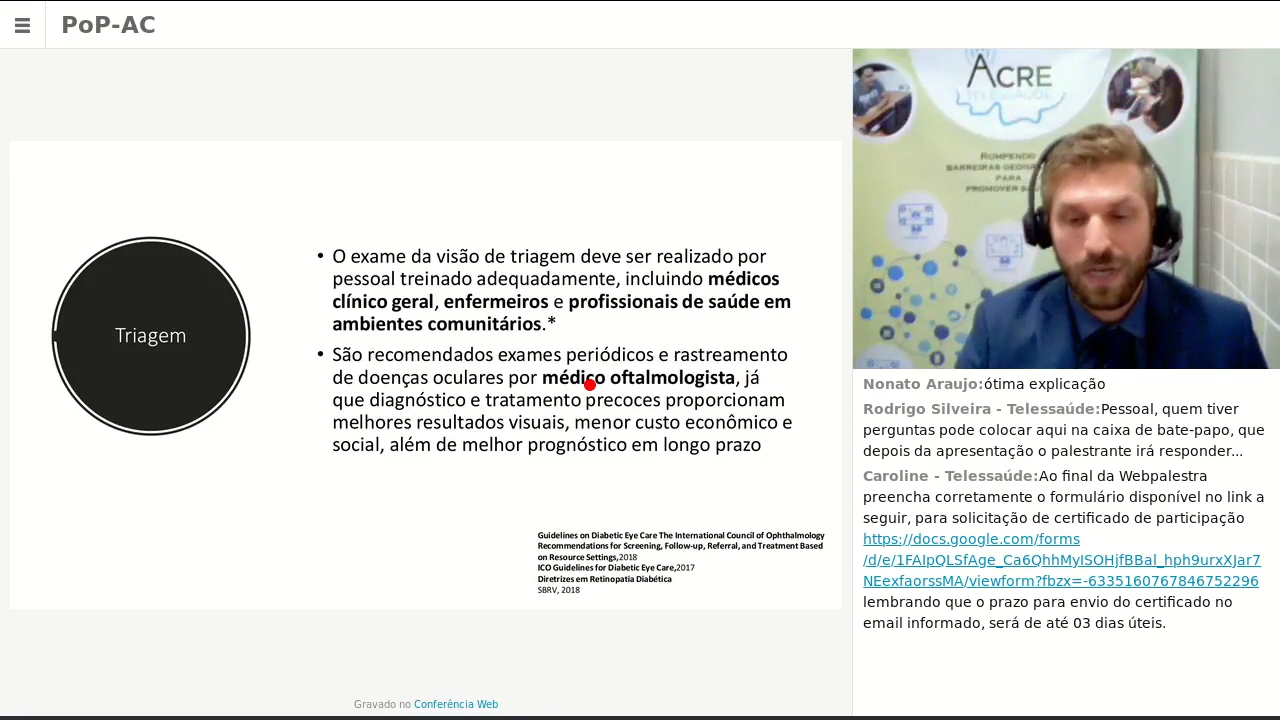 PoP-AC
Triagem
• O exame da visão de triagem deve ser realizado por
pessoal treinado adequadamente, incluindo médicos
clínico geral, enfermeiros e profissionais de saúde em
ambientes comunitários.*
• São recomendados exames periódicos e rastreamento
de doenças oculares por médico oftalmologista, já
que diagnóstico e tratamento precoces proporcionam
melhores resultados visuais, menor custo econômico e
social, além de melhor prognóstico em longo prazo
Guidelines on Diabetic Eye Care The International Council of Ophthalmology
Recommendations for Screening, Follow-up, Referral, and Treatment Based
on Resource Settings,2018
ICO Guidelines for Diabetic Eye Care,2017
Diretrizes em Retinopatia Diabética
SBRV, 2018
Gravado no Conferência Web
ACRE
TELESSAÚDE
ROMPENDO
BARREIRAS
PARA
PROMOVER
Nonato Araujo:ótima explicação
Rodrigo Silveira - Telessaúde:Pessoal, quem tiver
perguntas pode colocar aqui na caixa de bate-papo, que
depois da apresentação o palestrante irá responder...
Caroline - Telessaúde:Ao final da Webpalestra
preencha corretamente o formulário disponível no link a
seguir, para solicitação de certificado de participação
https://docs.google.com/forms
/d/e/1FAIpQLSfAge_Ca6QhhMyISOHjfBBal_hph9urxXJar7
NEexfaorssMA/viewform?fbzx=-6335160767846752296
lembrando que o prazo para envio do certificado no
email informado, será de até 03 dias úteis.